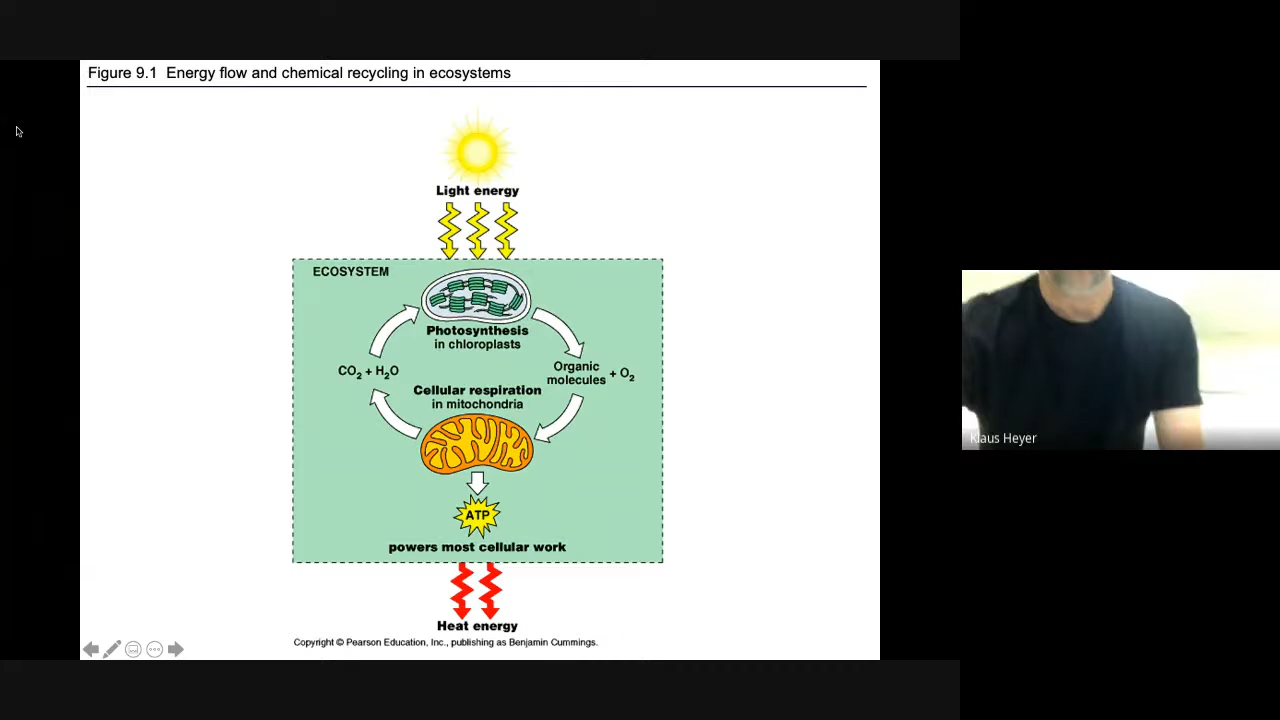 Figure 9.1 Energy flow and chemical recycling in ecosystems
Light energy
ECOSYSTEM
Photosynthesis
in chloroplasts
CO₂ + H₂O
Organic
molecules + O₂
Cellular respiration
in mitochondria
ATP
powers most cellular work
Heat energy
Copyright © Pearson Education, Inc., publishing as Benjamin Cummings.
Klaus Heyer